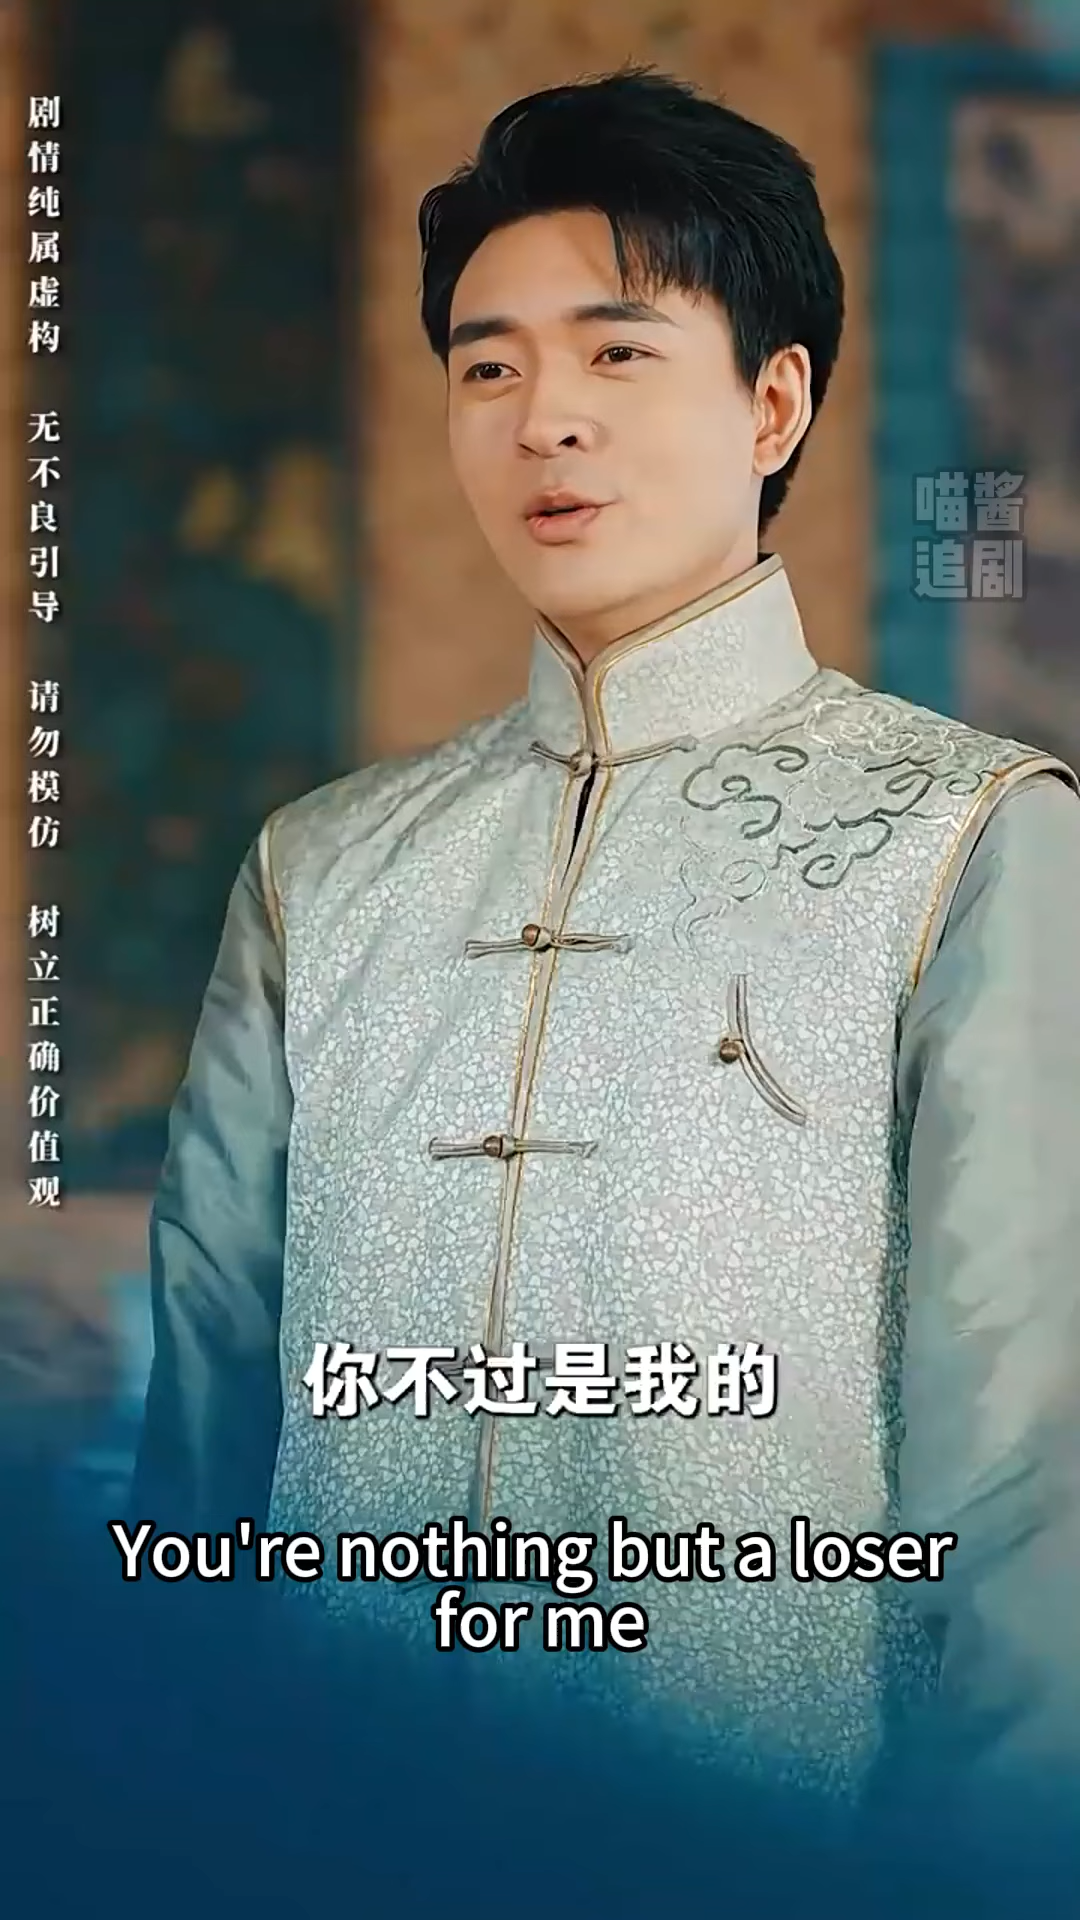 剧情纯属虚构 无不良引导 请勿模仿 树立正确价值观
喵酱
追剧
你不过是我的
You're nothing but a loser
for me